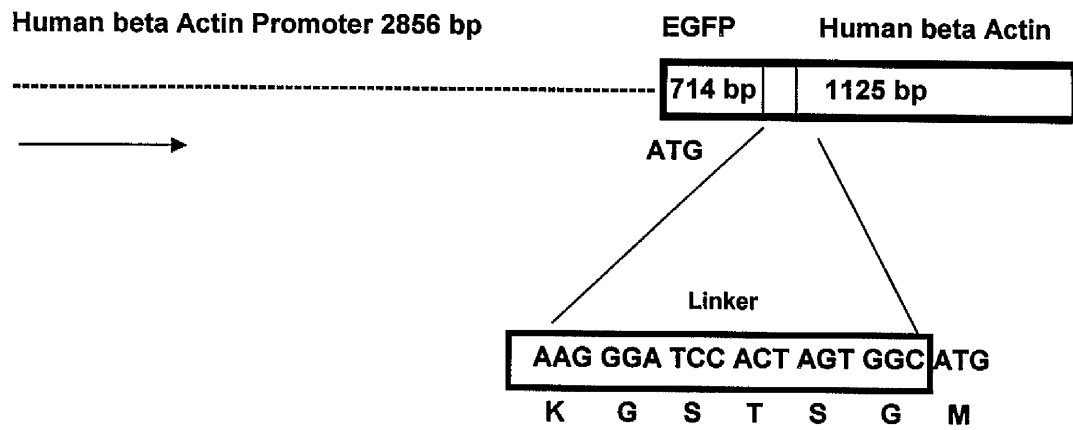 Human beta Actin Promoter 2856 bp EGFP Human beta Actin
714 bp 1125 bp
ATG
Linker
AAG GGA TCC ACT AGT GGC ATG
K G S T S G M